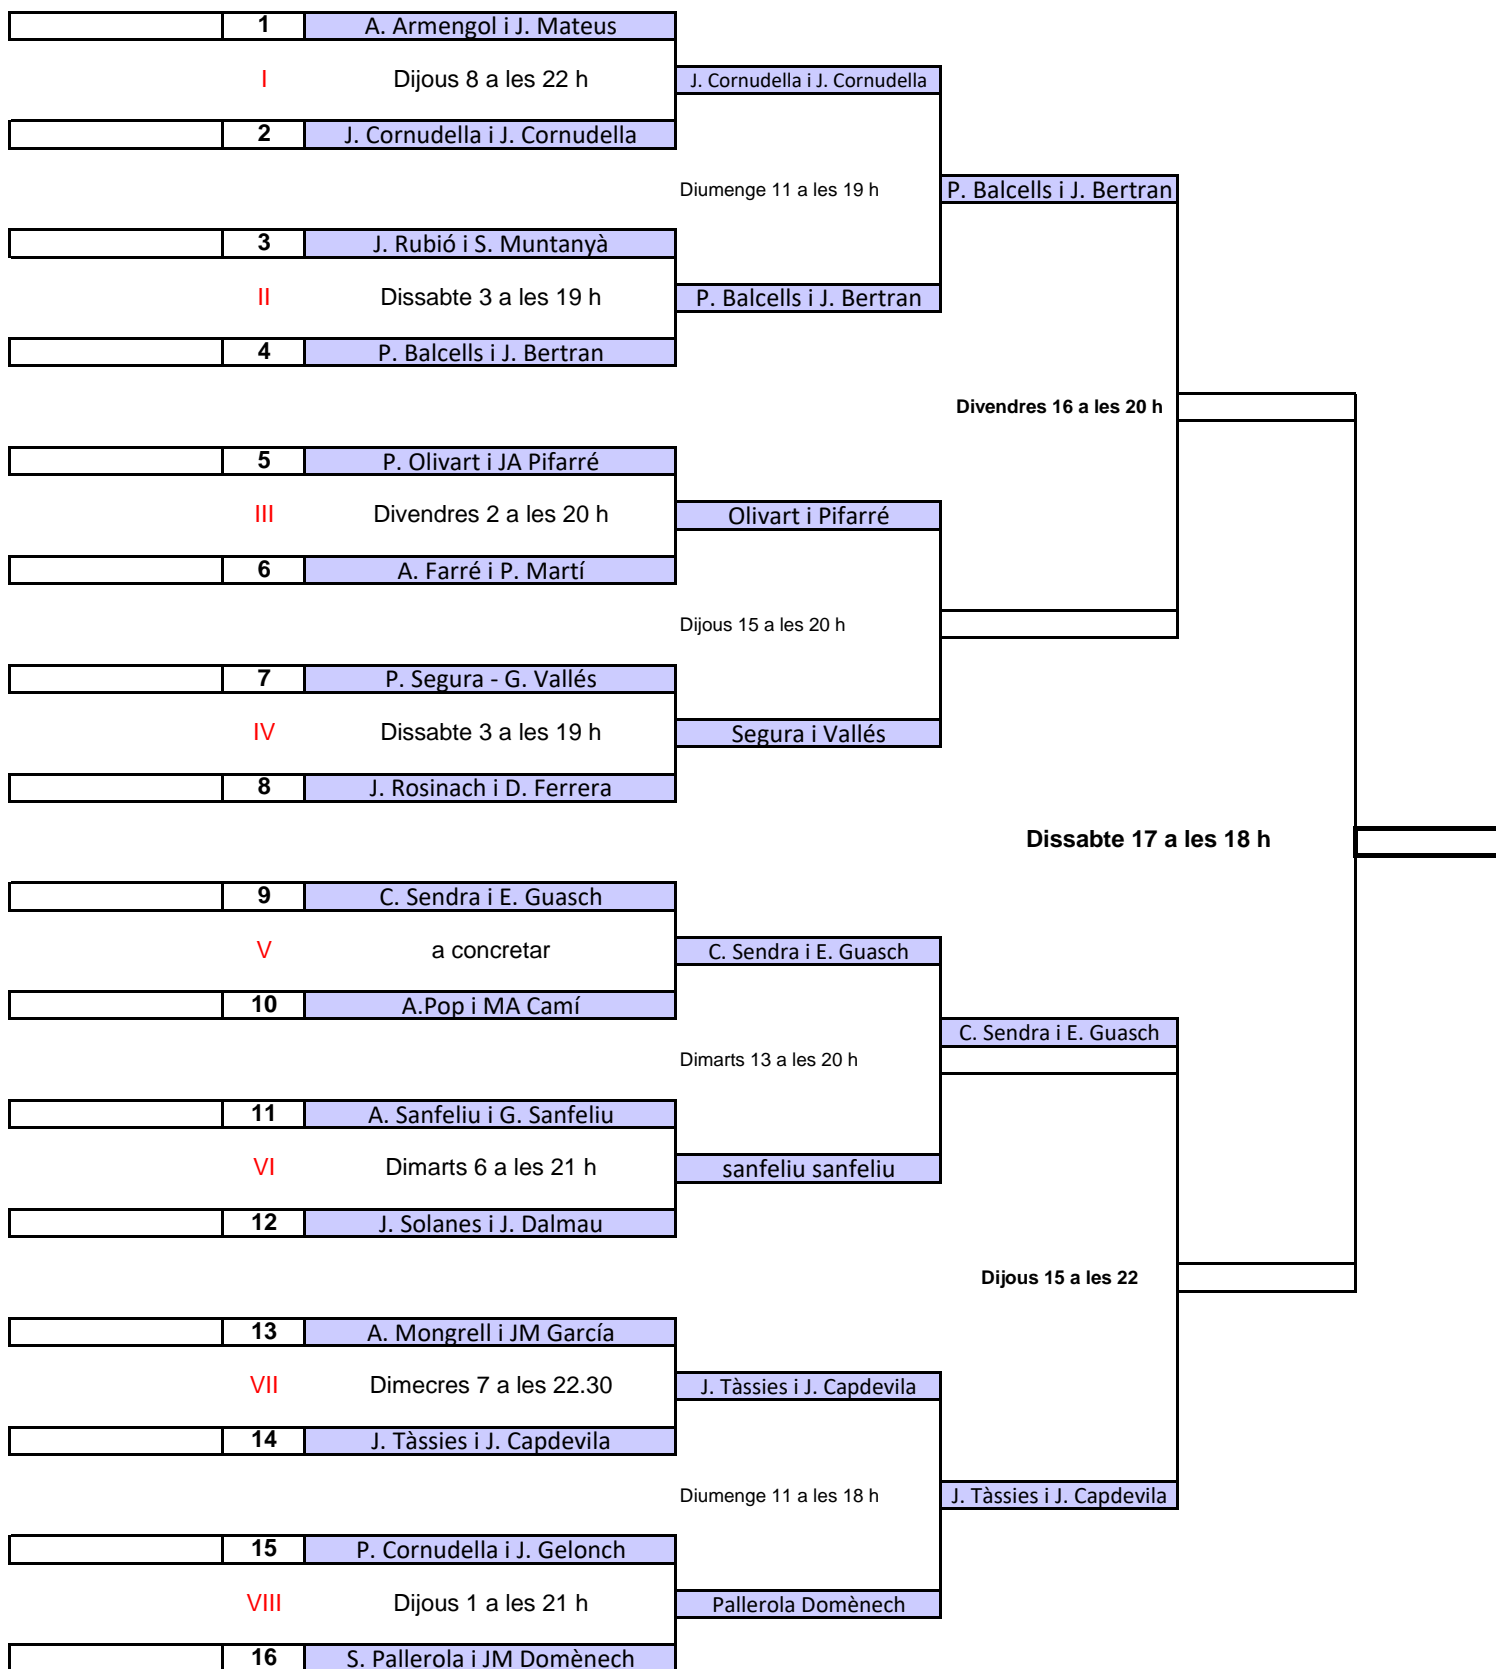 1 A. Armengol i J. Mateus
I Dijous 8 a les 22 h J. Cornudella i J. Cornudella
2 J. Cornudella i J. Cornudella
Diumenge 11 a les 19 h P. Balcells i J. Bertran
3 J. Rubió i S. Muntanyà
II Dissabte 3 a les 19 h P. Balcells i J. Bertran
4 P. Balcells i J. Bertran
Divendres 16 a les 20 h
5 P. Olivart i JA Pifarré
III Divendres 2 a les 20 h Olivart i Pifarré
6 A. Farré i P. Martí
Dijous 15 a les 20 h
7 P. Segura - G. Vallés
IV Dissabte 3 a les 19 h Segura i Vallés
8 J. Rosinach i D. Ferrera
Dissabte 17 a les 18 h
9 C. Sendra i E. Guasch
V a concretar C. Sendra i E. Guasch
10 A.Pop i MA Camí
C. Sendra i E. Guasch
Dimarts 13 a les 20 h
11 A. Sanfeliu i G. Sanfeliu
VI Dimarts 6 a les 21 h sanfeliu sanfeliu
12 J. Solanes i J. Dalmau
Dijous 15 a les 22
13 A. Mongrell i JM García
VII Dimecres 7 a les 22.30 J. Tàssies i J. Capdevila
14 J. Tàssies i J. Capdevila
Diumenge 11 a les 18 h J. Tàssies i J. Capdevila
15 P. Cornudella i J. Gelonch
VIII Dijous 1 a les 21 h Pallerola Domènech
16 S. Pallerola i JM Domènech